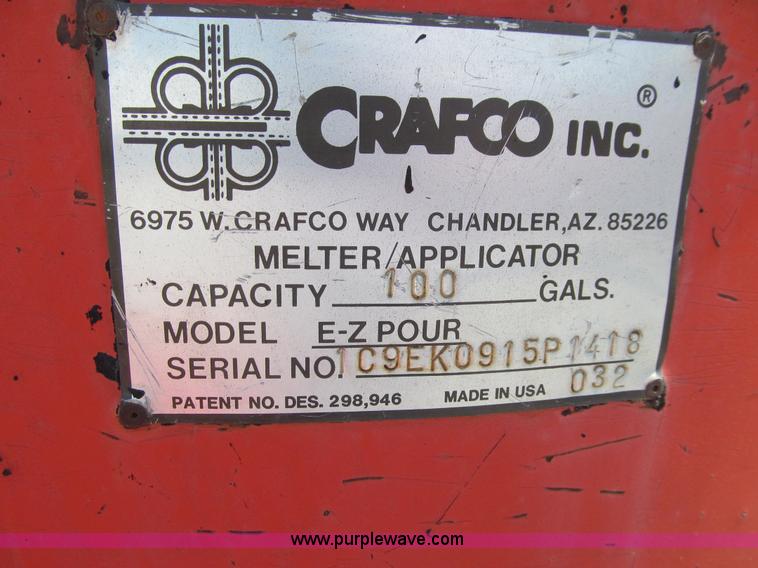 CRAFCO INC.®
6975 W. CRAFCO WAY CHANDLER, AZ. 85226
MELTER/APPLICATOR
CAPACITY 100 GALS.
MODEL E-Z POUR
SERIAL NO. 1C9EK0915P1418
032
PATENT NO. DES. 298,946 MADE IN USA
www.purplewave.com